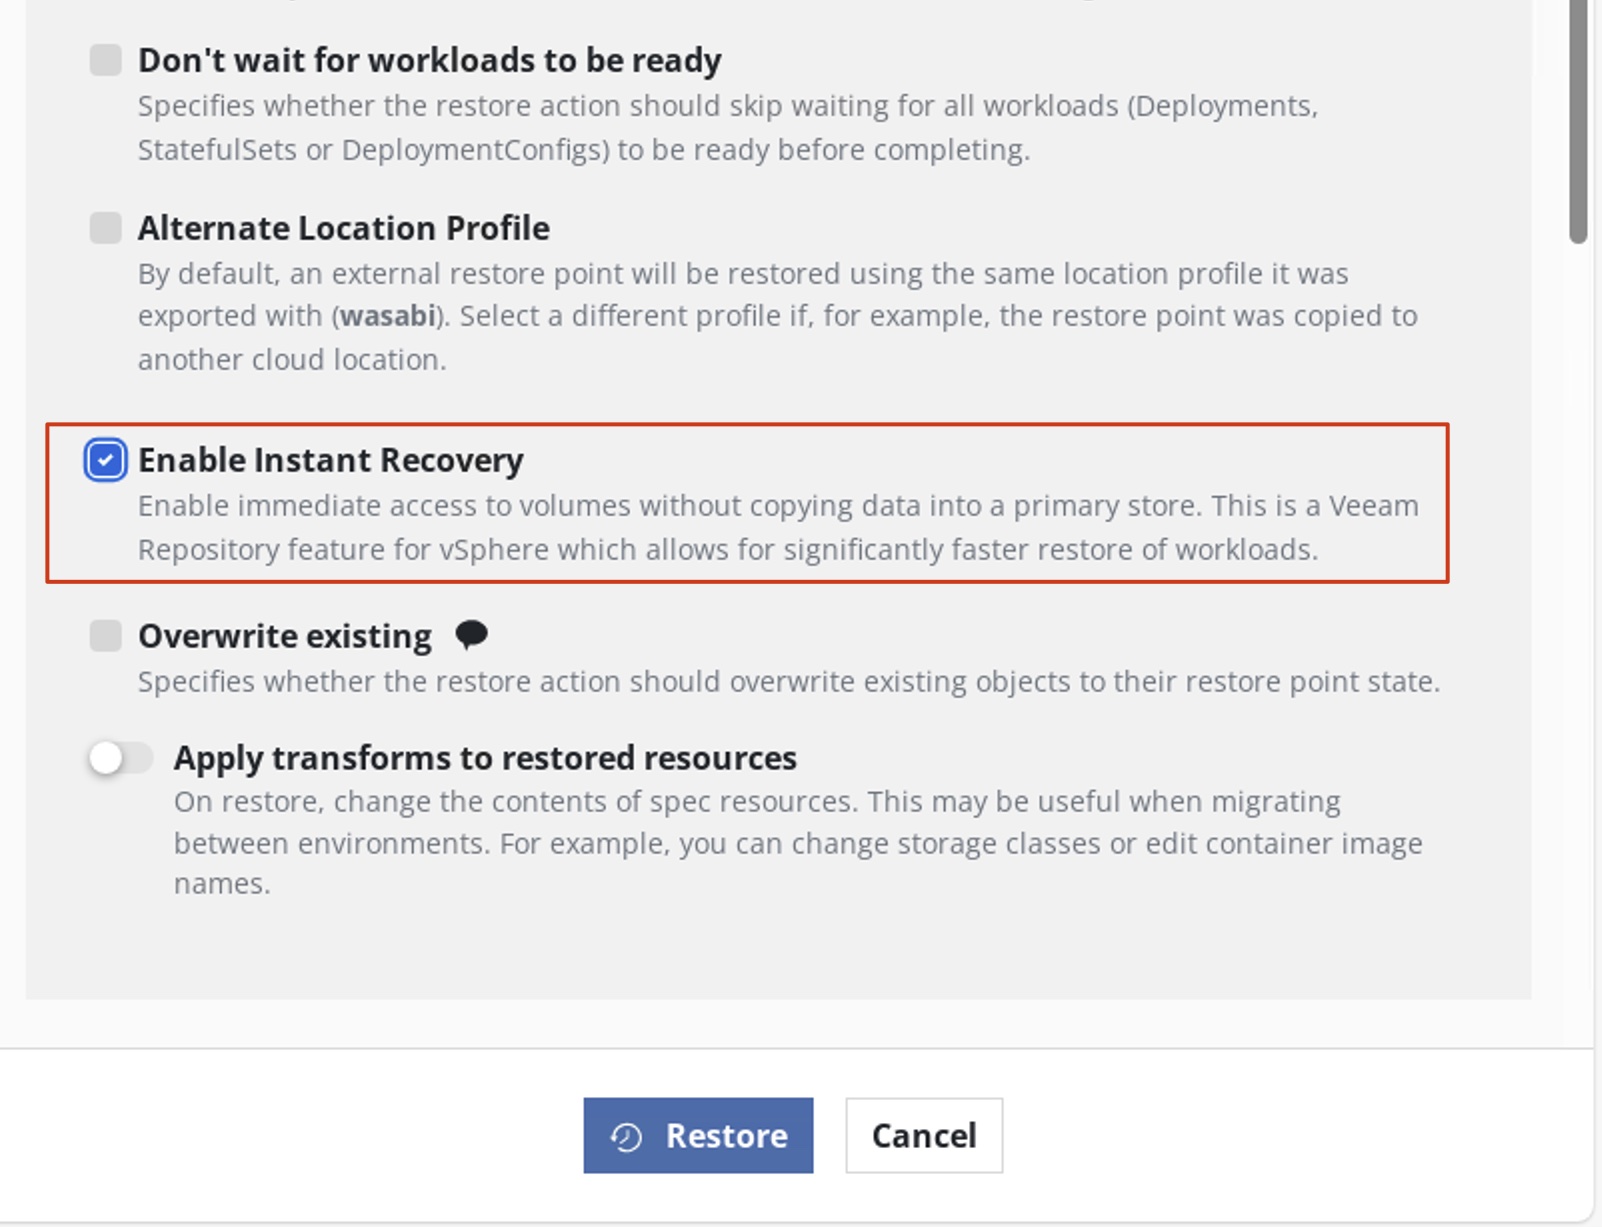 Don't wait for workloads to be ready
Specifies whether the restore action should skip waiting for all workloads (Deployments,
StatefulSets or DeploymentConfigs) to be ready before completing.
Alternate Location Profile
By default, an external restore point will be restored using the same location profile it was
exported with (wasabi). Select a different profile if, for example, the restore point was copied to
another cloud location.
Enable Instant Recovery
Enable immediate access to volumes without copying data into a primary store. This is a Veeam
Repository feature for vSphere which allows for significantly faster restore of workloads.
Overwrite existing
Specifies whether the restore action should overwrite existing objects to their restore point state.
Apply transforms to restored resources
On restore, change the contents of spec resources. This may be useful when migrating
between environments. For example, you can change storage classes or edit container image
names.
Restore
Cancel